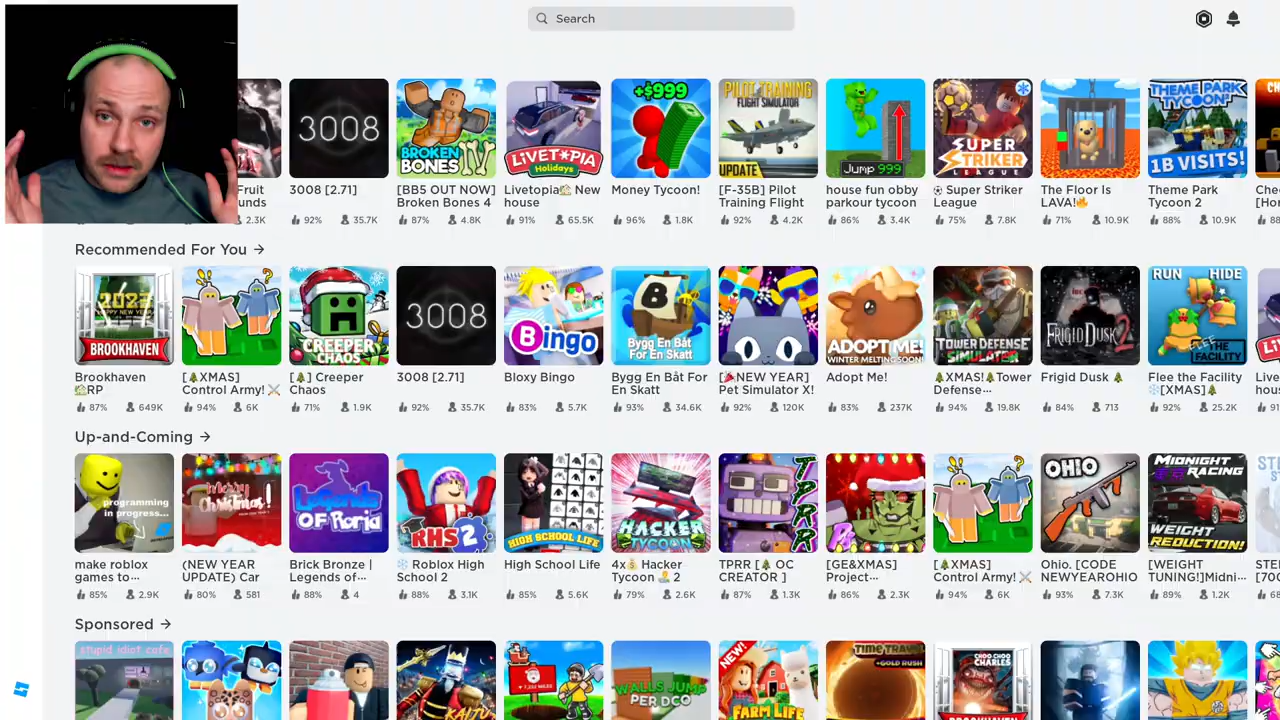 Search
3008
BROKEN BONES IV
LiVETOPIA
Holidays
+$999
PILOT TRAINING
FLIGHT SIMULATOR
UPDATE
Jump 999
SUPER STRIKER
LEAGUE
THEME PARK
TYCOON
1B VISITS!
Fruit
3008 [2.71]
[BB5 OUT NOW]
Broken Bones 4
Livetopia🏡 New
house
Money Tycoon!
[F-35B] Pilot
Training Flight
house fun obby
parkour tycoon
⚽ Super Striker
League
The Floor Is
LAVA!🔥
Theme Park
Tycoon 2
2.3K
92% 35.7K
87% 4.8K
91% 65.5K
96% 1.8K
92% 4.2K
86% 3.4K
75% 7.8K
71% 10.9K
88% 10.9K
Recommended For You →
HAPPY NEW YEAR
BROOKHAVEN
CREEPER
CHAOS
3008
Bingo
B
Bygg En Båt
For En Skatt
ADOPT ME!
WINTER MELTING SOON!
TOWER DEFENSE
SIMULATOR
FRIGID DUSK 2
RUN HIDE
FLEE THE
FACILITY
Brookhaven
🏡RP
[🎄XMAS]
Control Army! ⚔️
[🎄] Creeper
Chaos
3008 [2.71]
Bloxy Bingo
Bygg En Båt For
En Skatt
[🎉NEW YEAR]
Pet Simulator X!
Adopt Me!
🎄XMAS!🎄Tower
Defense...
Frigid Dusk 🎄
Flee the Facility
❄️[XMAS]🎄
87% 649K
94% 6K
71% 1.9K
92% 35.7K
83% 5.7K
93% 34.6K
92% 120K
83% 237K
94% 19.8K
84% 713
92% 25.2K
91
Up-and-Coming →
programming
in progress...
Merry
Christmas!
Legends
OF Roria
RHS2
HIGH SCHOOL LIFE
HACKER
TYCOON
TPRR
OHIO
MIDNIGHT
RACING
WEIGHT
REDUCTION!
make roblox
games to...
(NEW YEAR
UPDATE) Car
Brick Bronze |
Legends of...
❄️ Roblox High
School 2
High School Life
4x💰 Hacker
Tycoon 2
TPRR [🎄 OC
CREATOR ]
[GE&XMAS]
Project...
[🎄XMAS]
Control Army! ⚔️
Ohio. [CODE
NEWYEAROHIO
[WEIGHT
TUNING!]Midni...
85% 2.9K
80% 581
88% 4
88% 3.1K
85% 5.6K
79% 2.6K
87% 1.3K
86% 2.3K
94% 6K
93% 7.3K
89% 1.2K
Sponsored →
stupid idiot cafe
WALLS JUMP
PER DCO
NEW!
FARM LIFE
TIME TRAVEL
+GOLD RUSH
CHOO CHOO
CHARLES
BROOKHAVEN